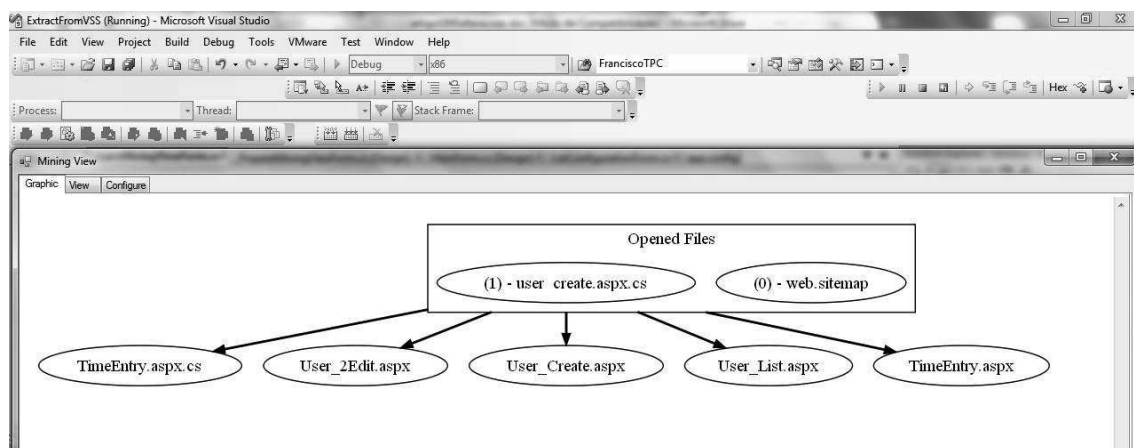 ExtractFromVSS (Running) - Microsoft Visual Studio
File Edit View Project Build Debug Tools VMware Test Window Help
Debug x86 FranciscoTPC
Hex
Process: Thread: Stack Frame:
Mining View
Graphic View Configure
Opened Files
(1) - user create.aspx.cs (0) - web.sitemap
TimeEntry.aspx.cs User_2Edit.aspx User_Create.aspx User_List.aspx TimeEntry.aspx